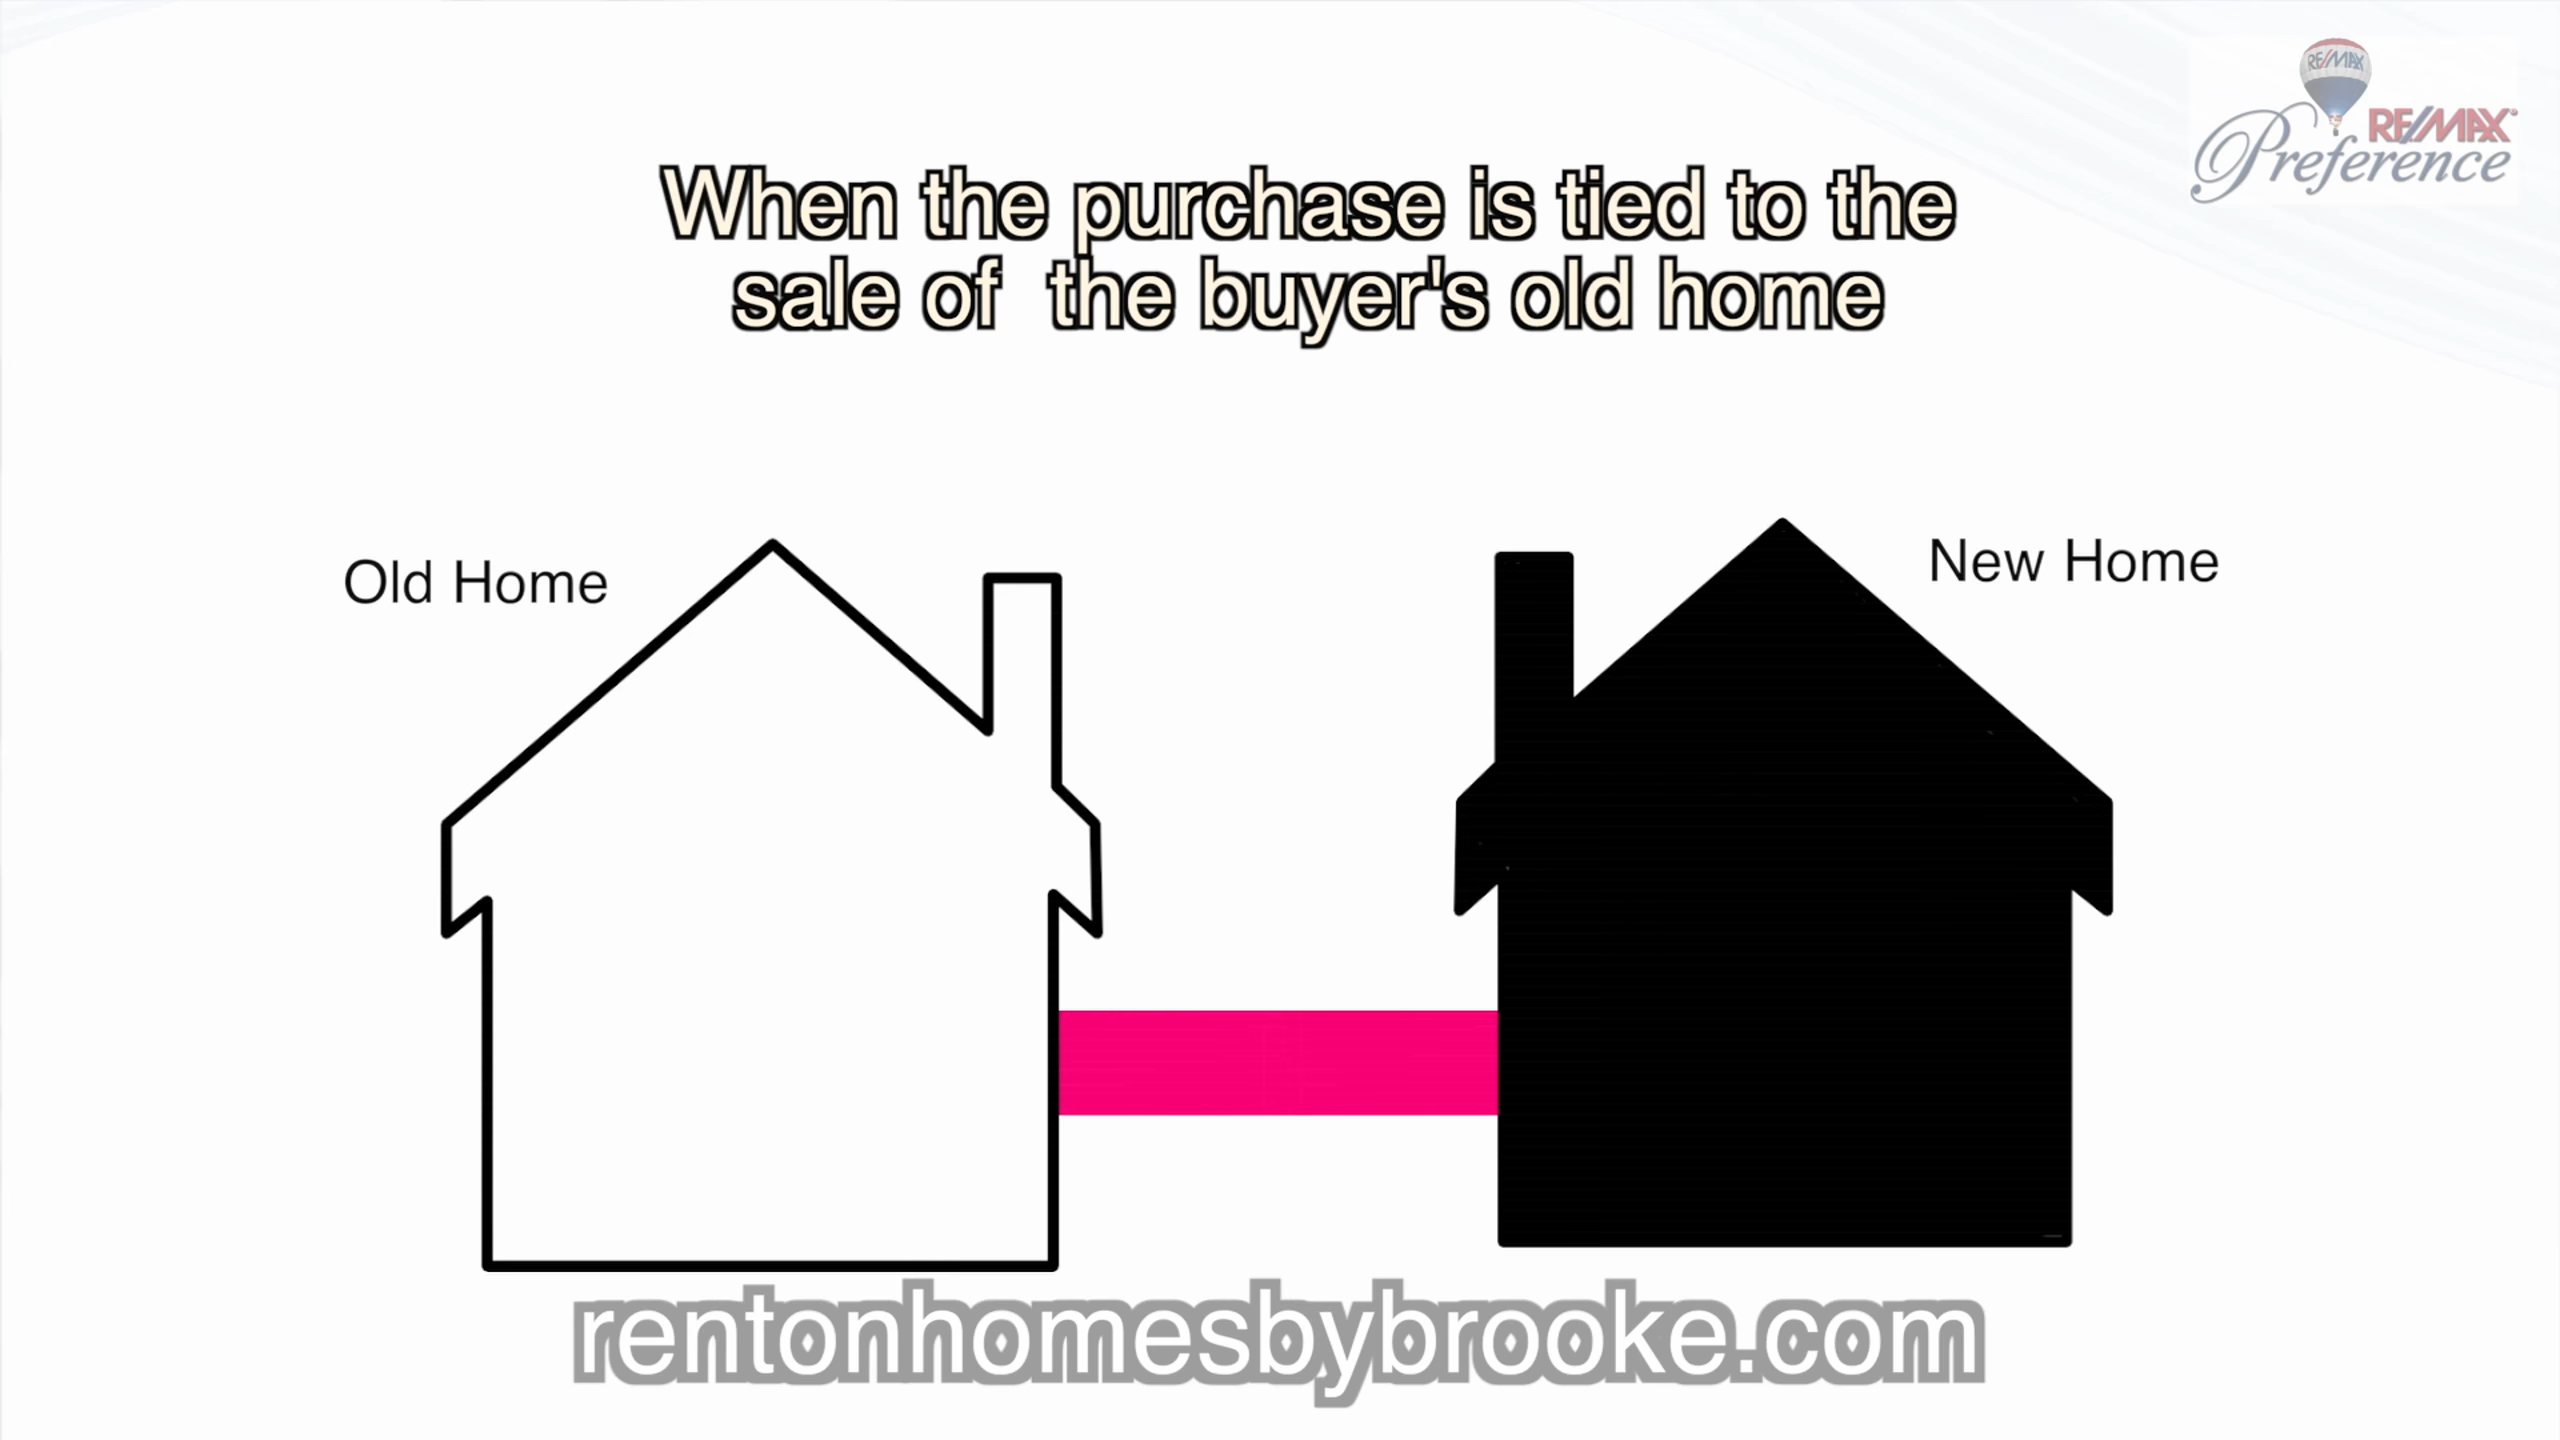 RE/MAX
RE/MAX
Preference
When the purchase is tied to the
sale of  the buyer's old home
Old Home
New Home
rentonhomesbybrooke.com